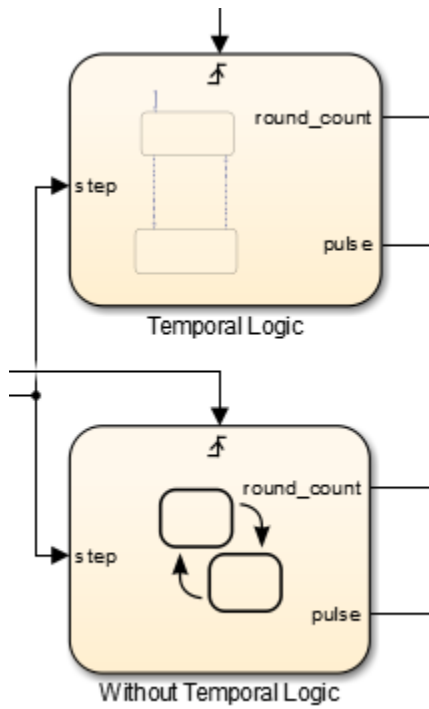 round_count
step
pulse
Temporal Logic
round_count
step
pulse
Without Temporal Logic